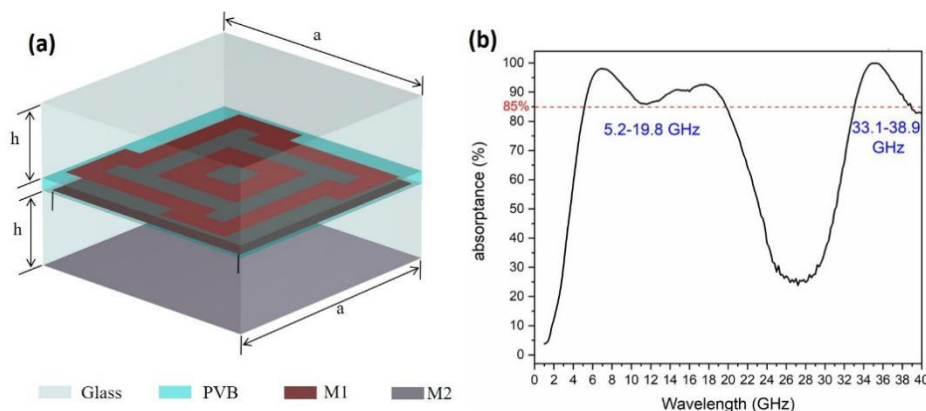 (a)
a
h
h
a
Glass
PVB
M1
M2
(b)
absorptance (%)
100
90
85%
80
70
60
50
40
30
20
10
0
5.2-19.8 GHz
33.1-38.9
GHz
0 2 4 6 8 10 12 14 16 18 20 22 24 26 28 30 32 34 36 38 40
Wavelength (GHz)